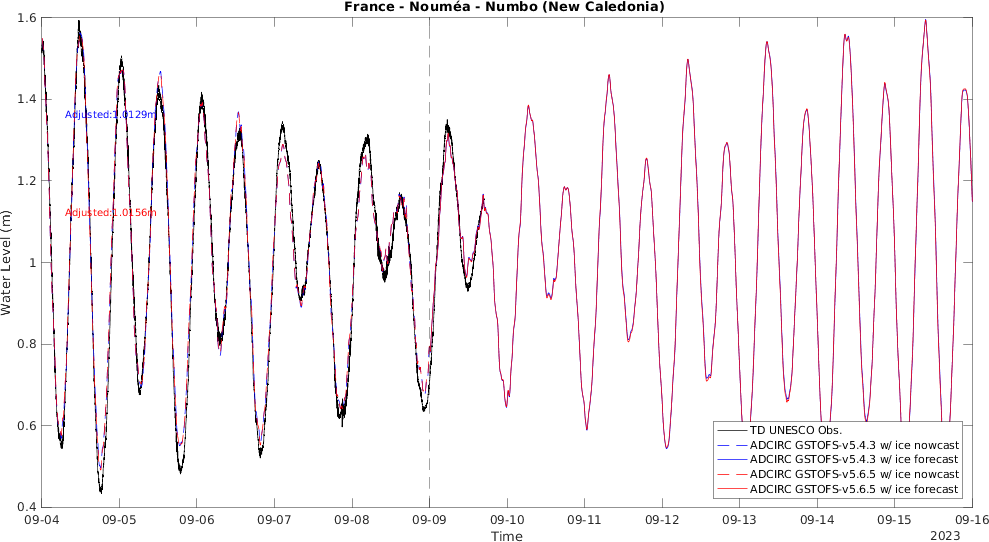 France - Nouméa - Numbo (New Caledonia)
1.6
1.4
1.2
1
0.8
0.6
0.4
Water Level (m)
Adjusted:1.0129m
Adjusted:1.0156m
TD UNESCO Obs.
ADCIRC GSTOFS-v5.4.3 w/ ice nowcast
ADCIRC GSTOFS-v5.4.3 w/ ice forecast
ADCIRC GSTOFS-v5.6.5 w/ ice nowcast
ADCIRC GSTOFS-v5.6.5 w/ ice forecast
09-04 09-05 09-06 09-07 09-08 09-09 09-10 09-11 09-12 09-13 09-14 09-15 09-16
Time
2023